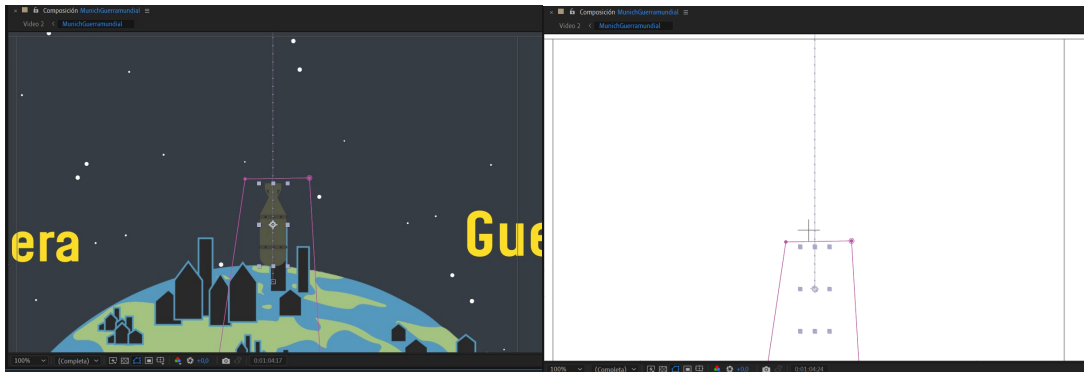 Composición MunichGuerramundial
Video 2 < MunichGuerramundial
era
Gue
100% (Completa) +0,0 0:01:04:17
Composición MunichGuerramundial
Video 2 < MunichGuerramundial
100% (Completa) +0,0 0:01:04:24